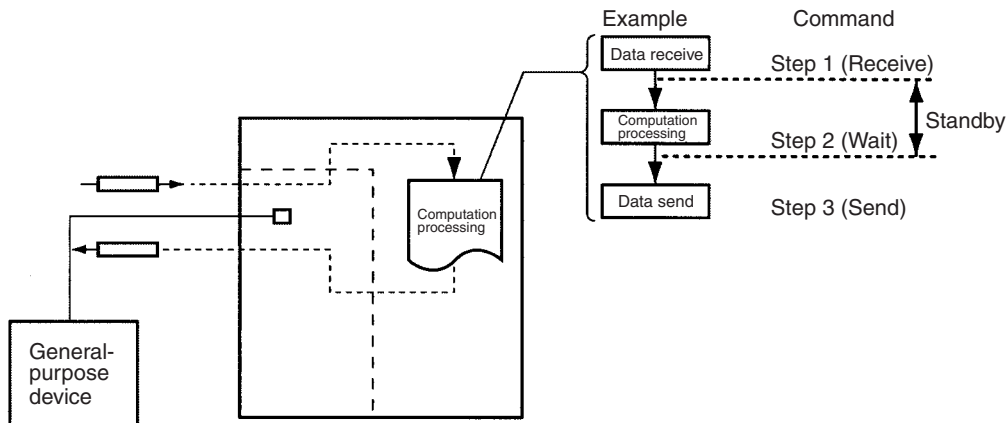 Example
Command
Data receive
Step 1 (Receive)
Computation
processing
Standby
Step 2 (Wait)
Data send
Step 3 (Send)
Computation
processing
General-
purpose
device